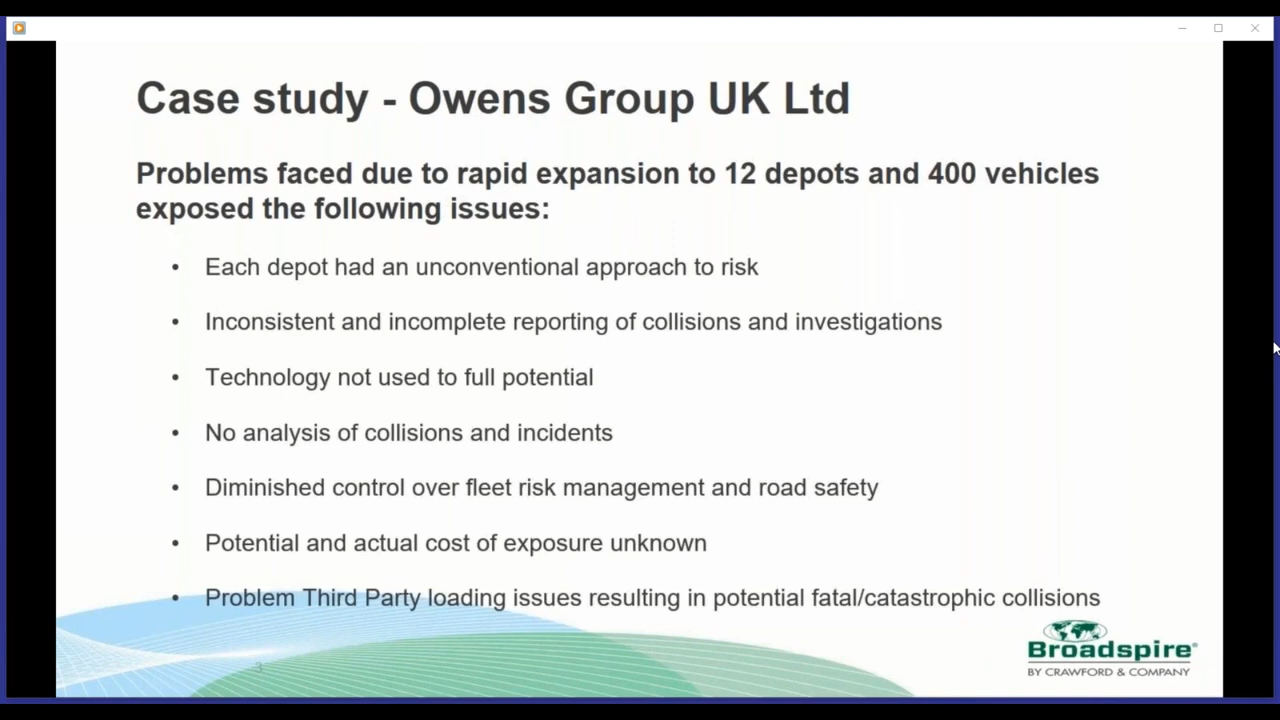 Case study - Owens Group UK Ltd
Problems faced due to rapid expansion to 12 depots and 400 vehicles
exposed the following issues:
• Each depot had an unconventional approach to risk
• Inconsistent and incomplete reporting of collisions and investigations
• Technology not used to full potential
• No analysis of collisions and incidents
• Diminished control over fleet risk management and road safety
• Potential and actual cost of exposure unknown
• Problem Third Party loading issues resulting in potential fatal/catastrophic collisions
3
Broadspire®
BY CRAWFORD & COMPANY